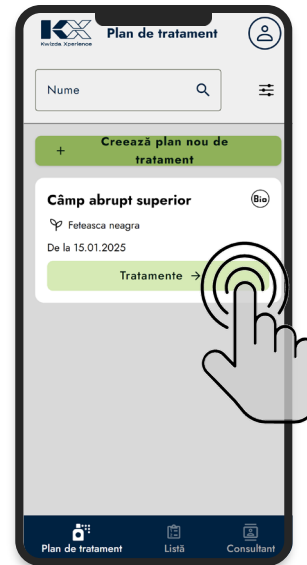 KX
Kwizda Xperience
Plan de tratament
Nume
+ Creează plan nou de
tratament
Câmp abrupt superior
Bio
Feteasca neagra
De la 15.01.2025
Tratamente →
Plan de tratament
Listă
Consultant